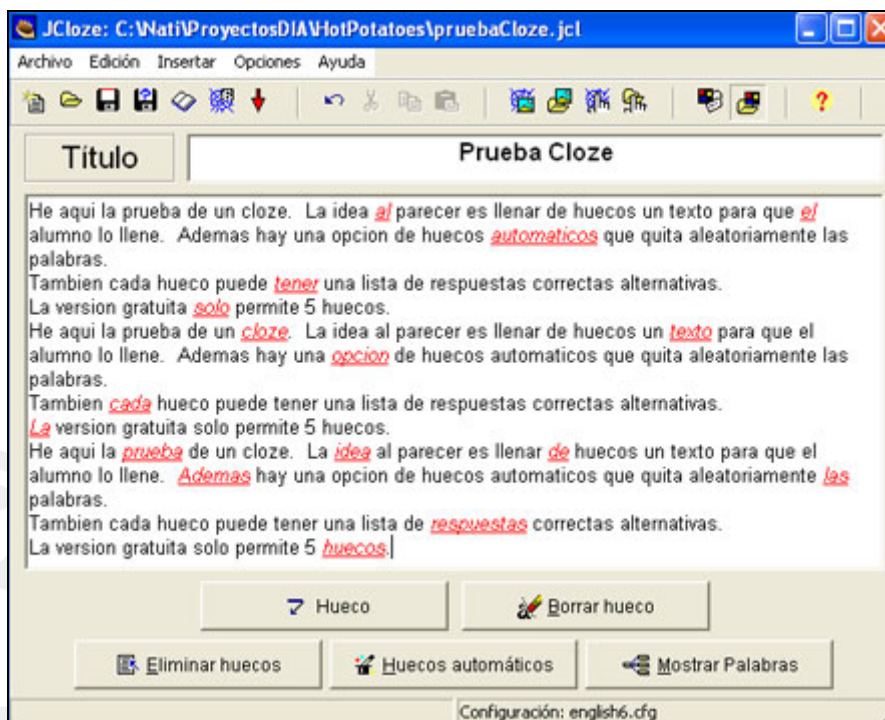 JCloze: C:\Nati\ProyectosDIA\HotPotatoes\pruebaCloze.jcl
Archivo Edición Insertar Opciones Ayuda
Título
Prueba Cloze
He aqui la prueba de un cloze.  La idea al parecer es llenar de huecos un texto para que el
alumno lo llene.  Ademas hay una opcion de huecos automaticos que quita aleatoriamente las
palabras.
Tambien cada hueco puede tener una lista de respuestas correctas alternativas.
La version gratuita solo permite 5 huecos.
He aqui la prueba de un cloze.  La idea al parecer es llenar de huecos un texto para que el
alumno lo llene.  Ademas hay una opcion de huecos automaticos que quita aleatoriamente las
palabras.
Tambien cada hueco puede tener una lista de respuestas correctas alternativas.
La version gratuita solo permite 5 huecos.
He aqui la prueba de un cloze.  La idea al parecer es llenar de huecos un texto para que el
alumno lo llene.  Ademas hay una opcion de huecos automaticos que quita aleatoriamente las
palabras.
Tambien cada hueco puede tener una lista de respuestas correctas alternativas.
La version gratuita solo permite 5 huecos.
Hueco
Borrar hueco
Eliminar huecos
Huecos automáticos
Mostrar Palabras
Configuración: english6.cfg